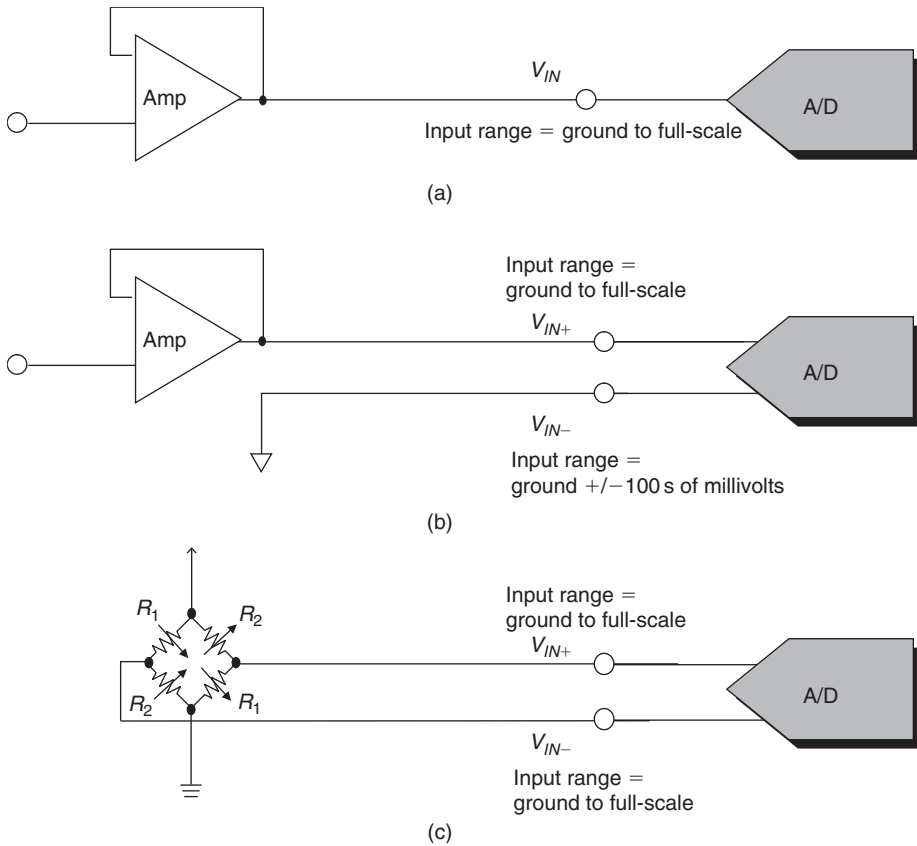 Amp
V_IN
Input range = ground to full-scale
A/D
(a)
Input range =
ground to full-scale
Amp
V_IN+
A/D
V_IN−
Input range =
ground +/−100 s of millivolts
(b)
R_1
R_2
R_2
R_1
Input range =
ground to full-scale
V_IN+
A/D
V_IN−
Input range =
ground to full-scale
(c)